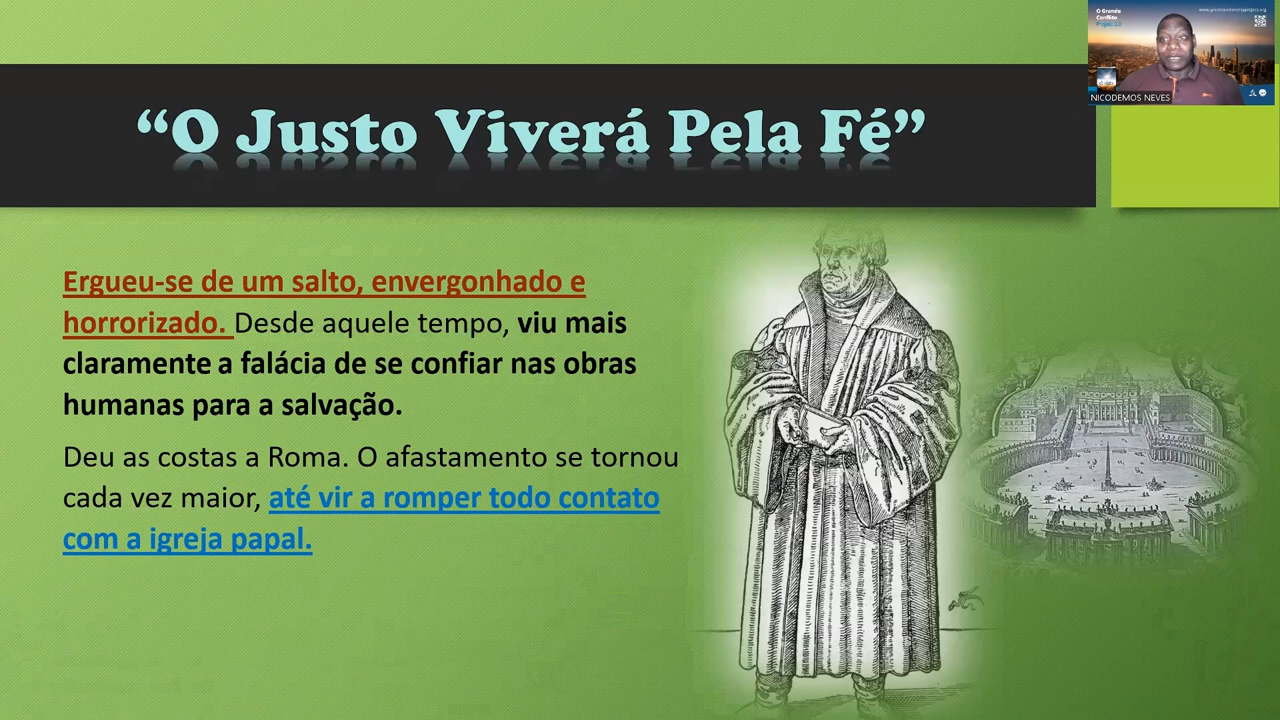 O Grande
Conflito
“O Justo Viverá Pela Fé”
NICODEMOS NEVES
Ergueu-se de um salto, envergonhado e
horrorizado. Desde aquele tempo, viu mais
claramente a falácia de se confiar nas obras
humanas para a salvação.
Deu as costas a Roma. O afastamento se tornou
cada vez maior, até vir a romper todo contato
com a igreja papal.